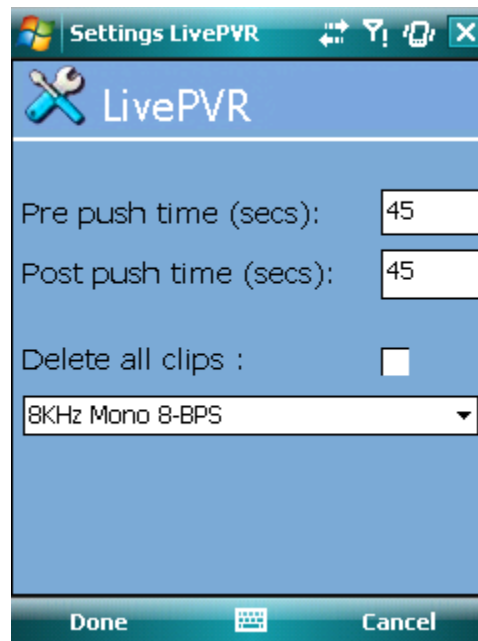 Settings LivePVR
LivePVR
Pre push time (secs): 45
Post push time (secs): 45
Delete all clips :
8KHz Mono 8-BPS
Done Cancel